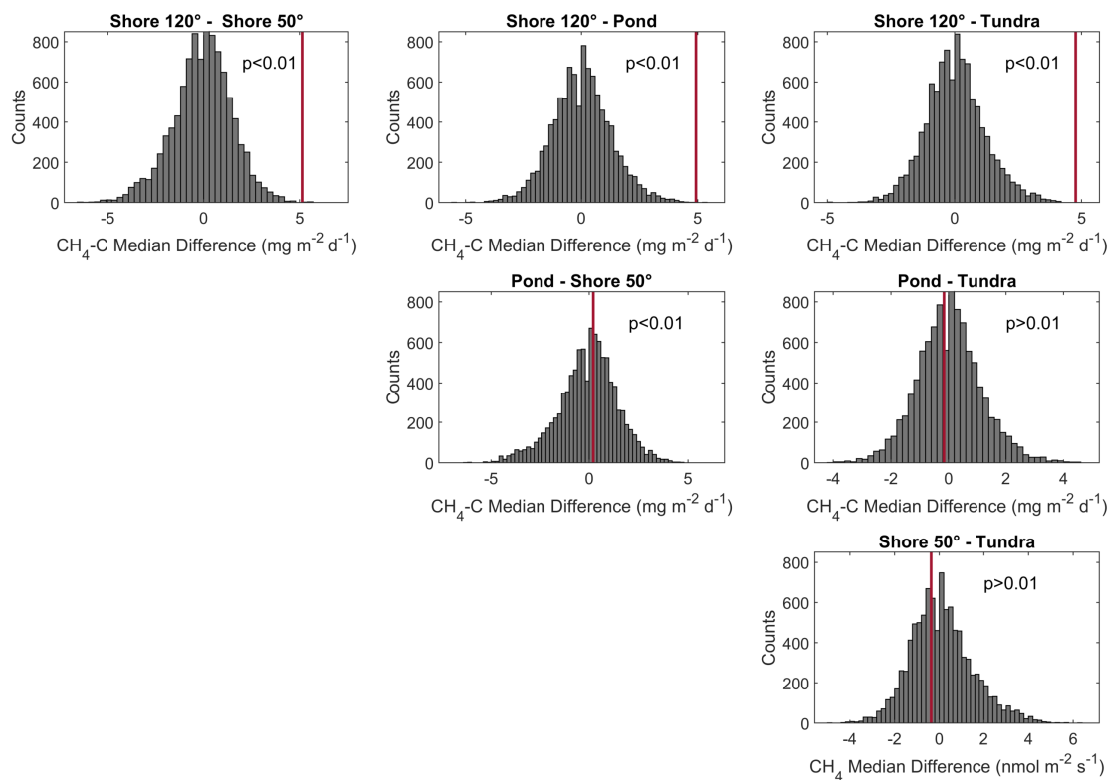 Shore 120° - Shore 50°
800
600
400
200
0
Counts
p<0.01
-5
0
5
CH₄-C Median Difference (mg m⁻² d⁻¹)
Shore 120° - Pond
800
600
400
200
0
Counts
p<0.01
-5
0
5
CH₄-C Median Difference (mg m⁻² d⁻¹)
Shore 120° - Tundra
800
600
400
200
0
Counts
p<0.01
-5
0
5
CH₄-C Median Difference (mg m⁻² d⁻¹)
Pond - Shore 50°
800
600
400
200
0
Counts
p<0.01
-5
0
5
CH₄-C Median Difference (mg m⁻² d⁻¹)
Pond - Tundra
800
600
400
200
0
Counts
p>0.01
-4
-2
0
2
4
CH₄-C Median Difference (mg m⁻² d⁻¹)
Shore 50° - Tundra
800
600
400
200
0
Counts
p>0.01
-4
-2
0
2
4
6
CH₄ Median Difference (nmol m⁻² s⁻¹)